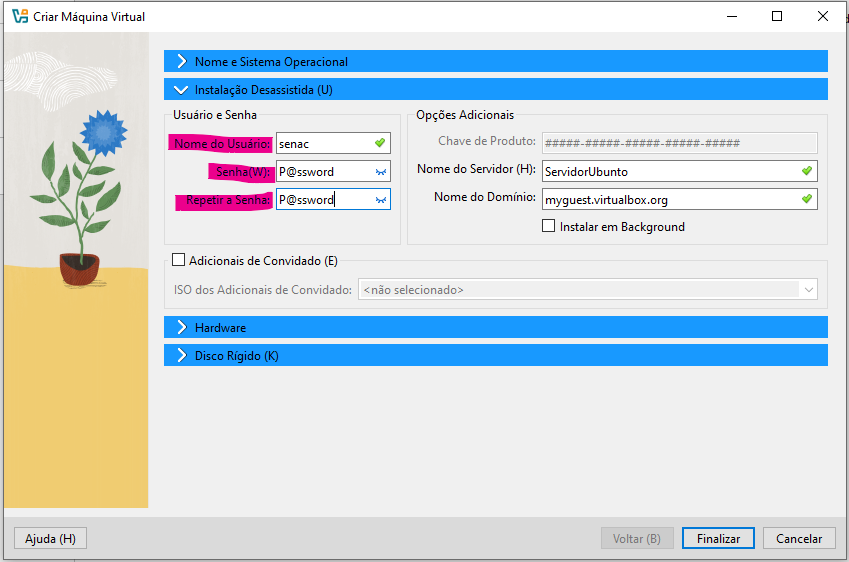 Criar Máquina Virtual
Nome e Sistema Operacional
Instalação Desassistida (U)
Usuário e Senha
Nome do Usuário: senac
Senha(W): P@ssword
Repetir a Senha: P@ssword
Opções Adicionais
Chave de Produto: #####-#####-#####-#####-#####
Nome do Servidor (H): ServidorUbunto
Nome do Domínio: myguest.virtualbox.org
Instalar em Background
Adicionais de Convidado (E)
ISO dos Adicionais de Convidado: <não selecionado>
Hardware
Disco Rígido (K)
Ajuda (H) Voltar (B) Finalizar Cancelar